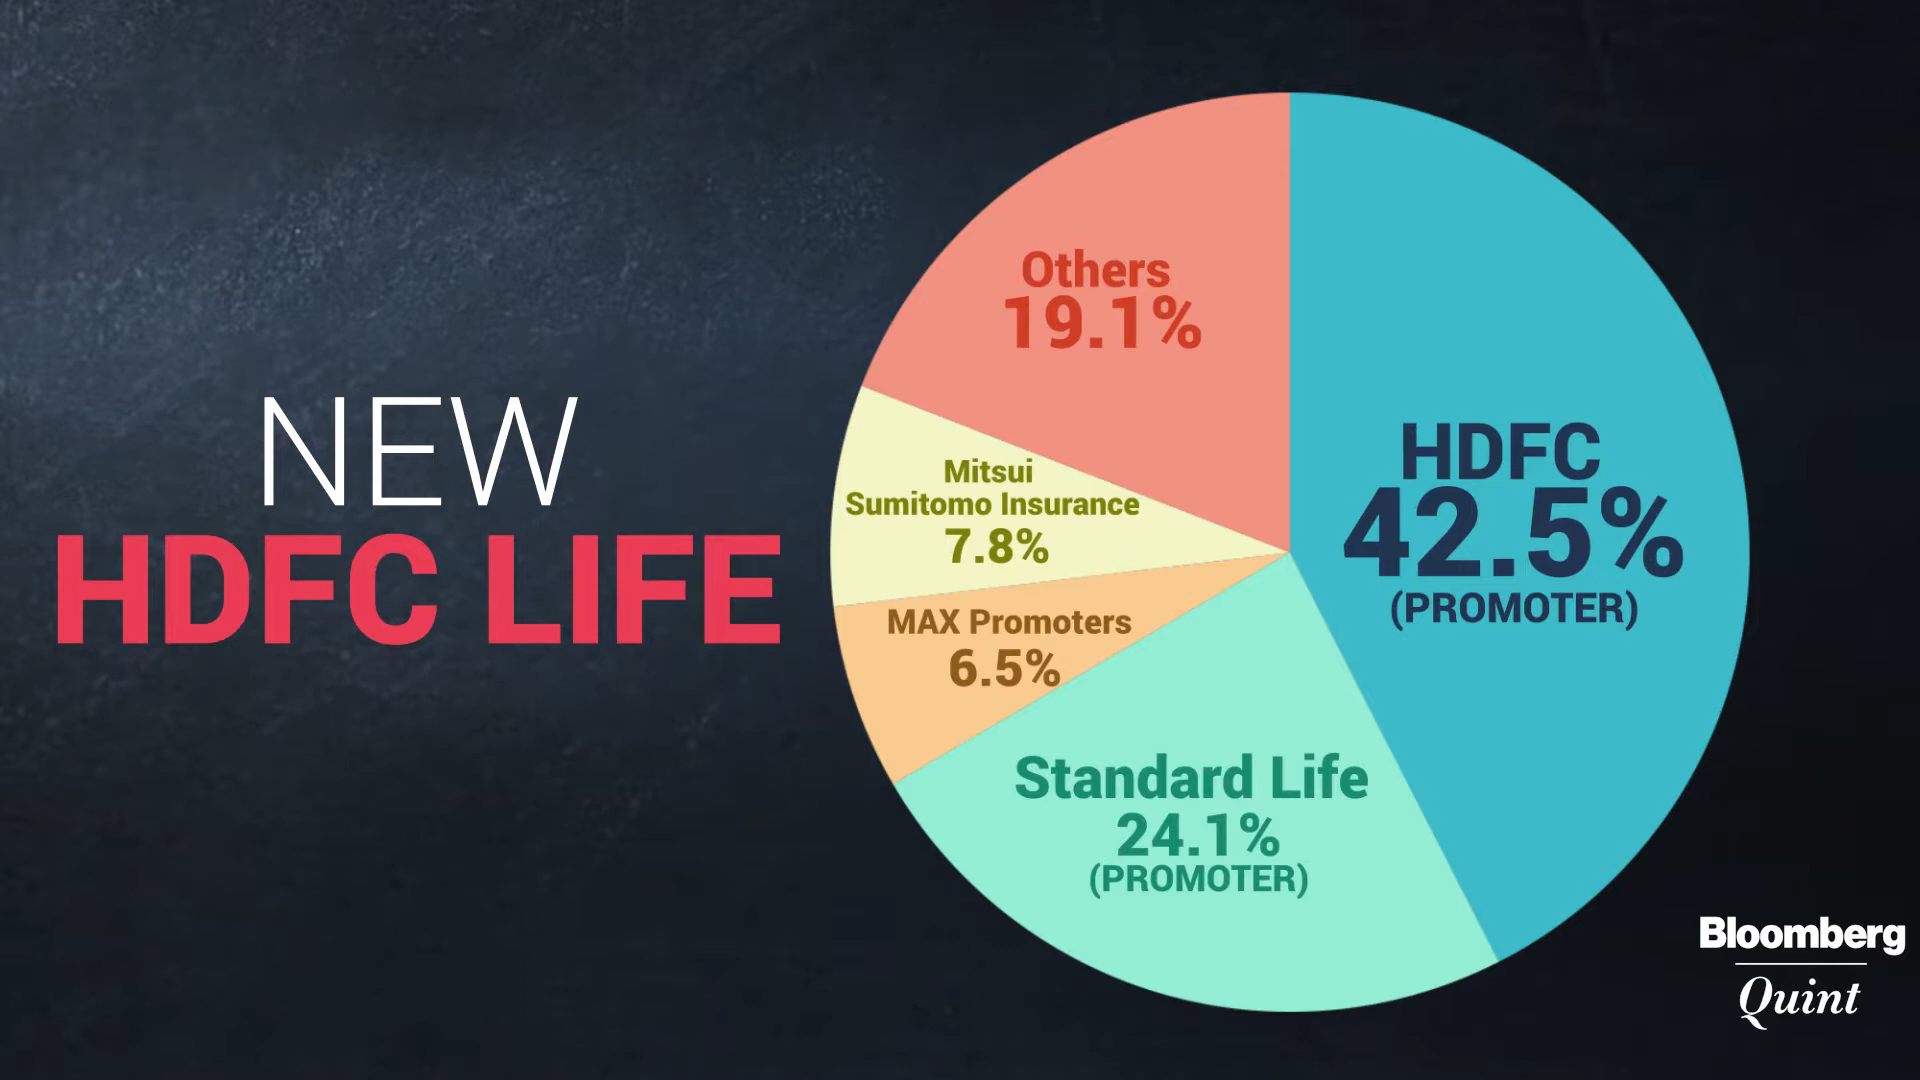 NEW
HDFC LIFE
Others
19.1%
Mitsui
Sumitomo Insurance
7.8%
MAX Promoters
6.5%
HDFC
42.5%
(PROMOTER)
Standard Life
24.1%
(PROMOTER)
Bloomberg
Quint